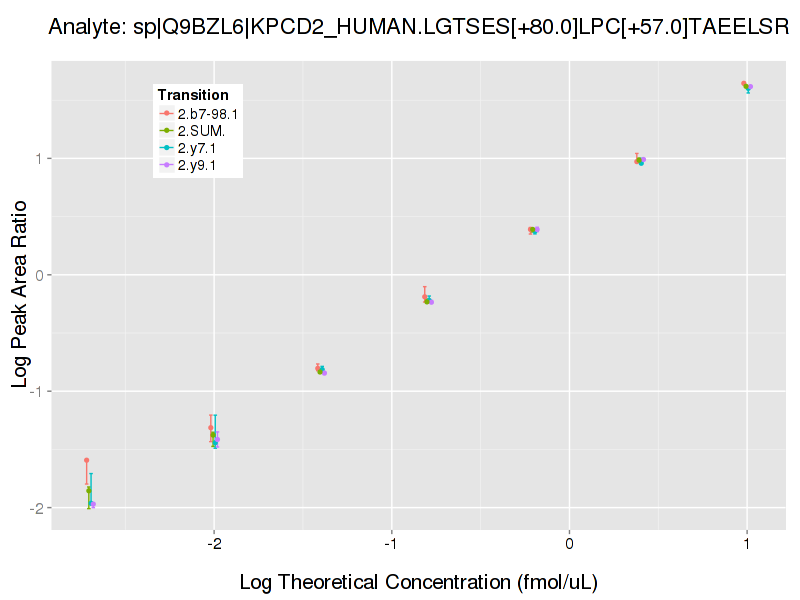 Analyte: sp|Q9BZL6|KPCD2_HUMAN.LGTSES[+80.0]LPC[+57.0]TAEELSR
Transition
2.b7-98.1
2.SUM.
2.y7.1
2.y9.1
Log Peak Area Ratio
1
0
-1
-2
-2 -1 0 1
Log Theoretical Concentration (fmol/uL)